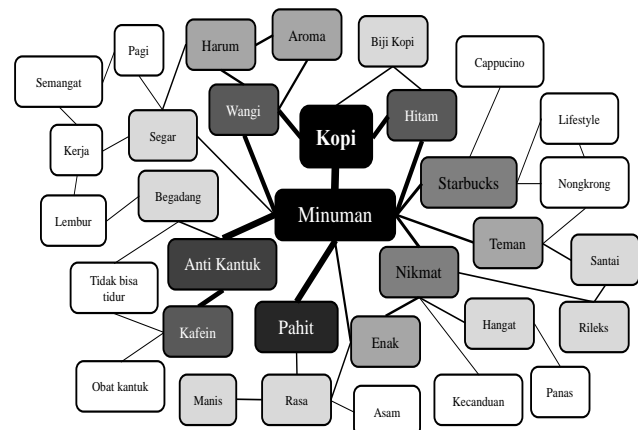 Harum
Aroma
Biji Kopi
Pagi
Cappucino
Semangat
Wangi
Kopi
Hitam
Lifestyle
Kerja
Segar
Starbucks
Nongkrong
Begadang
Lembur
Minuman
Teman
Anti Kantuk
Nikmat
Santai
Tidak bisa
tidur
Kafein
Pahit
Enak
Hangat
Rileks
Obat kantuk
Manis
Rasa
Asam
Kecanduan
Panas